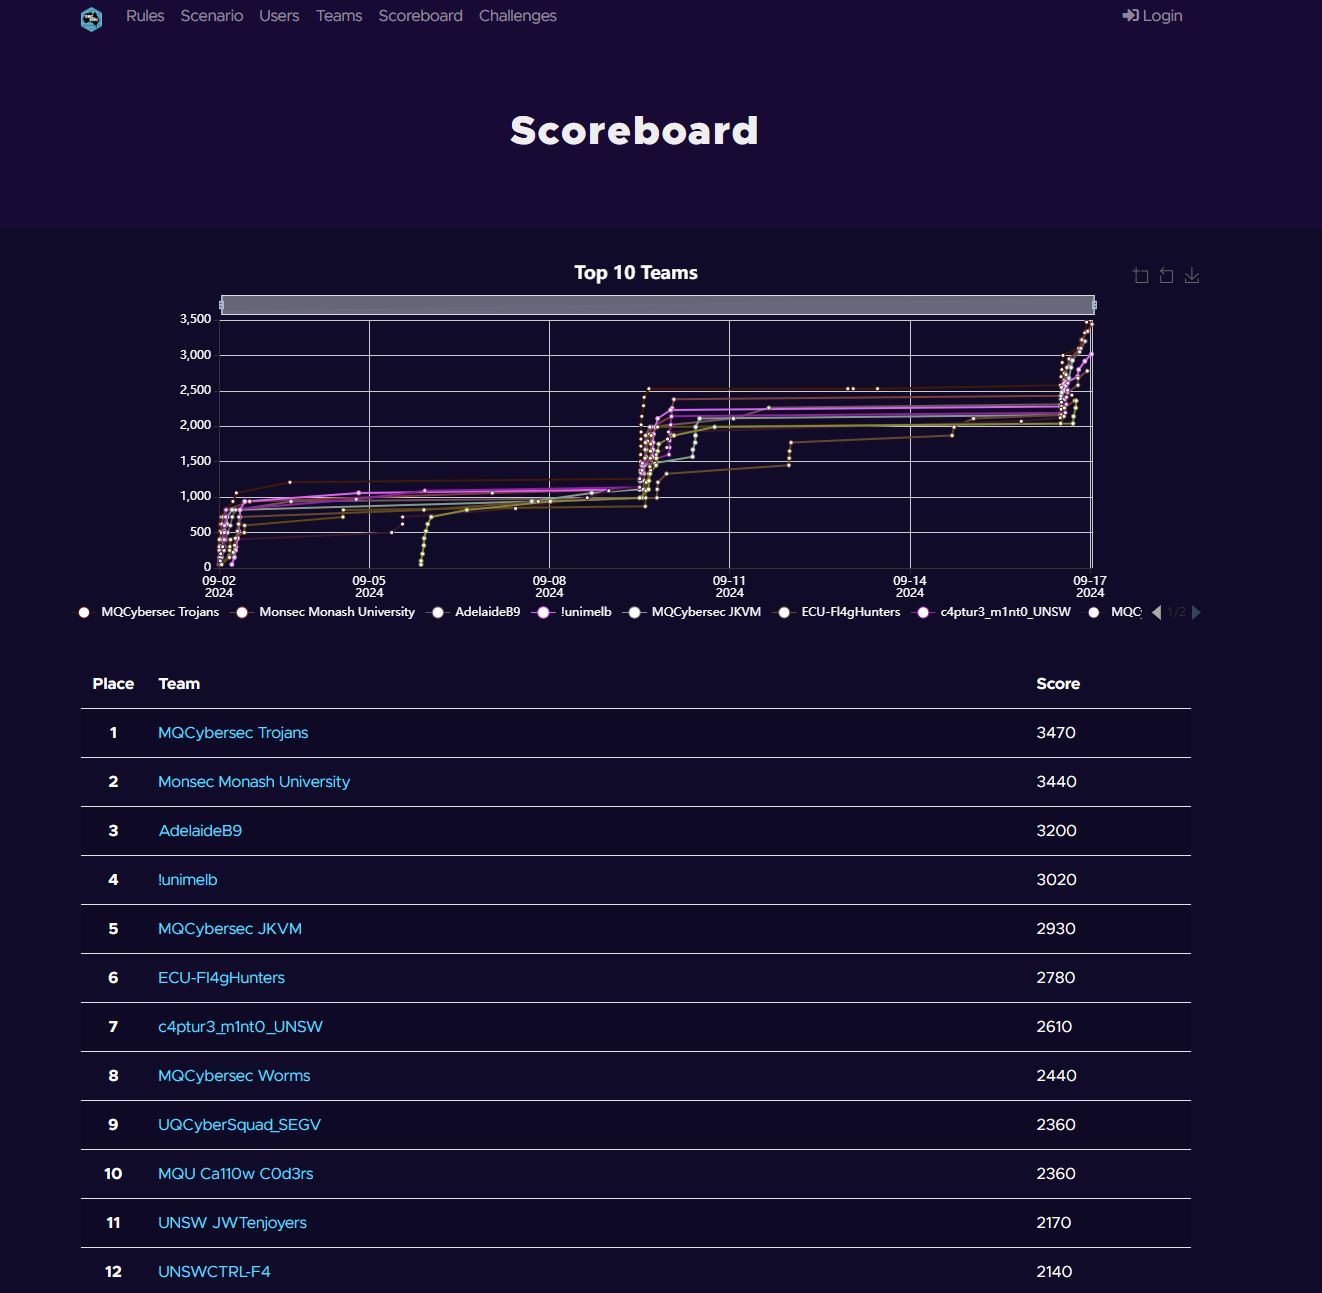 Rules Scenario Users Teams Scoreboard Challenges Login
Scoreboard
Top 10 Teams
3,500
3,000
2,500
2,000
1,500
1,000
500
0
09-02 09-05 09-08 09-11 09-14 09-17
2024 2024 2024 2024 2024 2024
MQCybersec Trojans Monsec Monash University AdelaideB9 !unimelb MQCybersec JKVM ECU-Fl4gHunters c4ptur3_m1nt0_UNSW MQC 1/2
Place Team Score
1 MQCybersec Trojans 3470
2 Monsec Monash University 3440
3 AdelaideB9 3200
4 !unimelb 3020
5 MQCybersec JKVM 2930
6 ECU-Fl4gHunters 2780
7 c4ptur3_m1nt0_UNSW 2610
8 MQCybersec Worms 2440
9 UQCyberSquad_SEGV 2360
10 MQU Ca110w C0d3rs 2360
11 UNSW JWTenjoyers 2170
12 UNSWCTRL-F4 2140